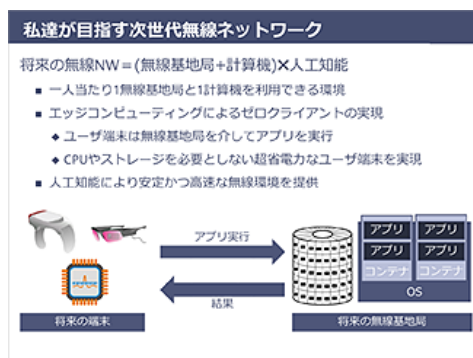 私達が目指す次世代無線ネットワーク
将来の無線NW＝(無線基地局+計算機)×人工知能
■ 一人当たり1無線基地局と1計算機を利用できる環境
■ エッジコンピューティングによるゼロクライアントの実現
◆ ユーザ端末は無線基地局を介してアプリを実行
◆ CPUやストレージを必要としない超省電力なユーザ端末を実現
■ 人工知能により安定かつ高速な無線環境を提供
アプリ実行
結果
アプリ アプリ
アプリ アプリ
コンテナ コンテナ
OS
将来の端末
将来の無線基地局